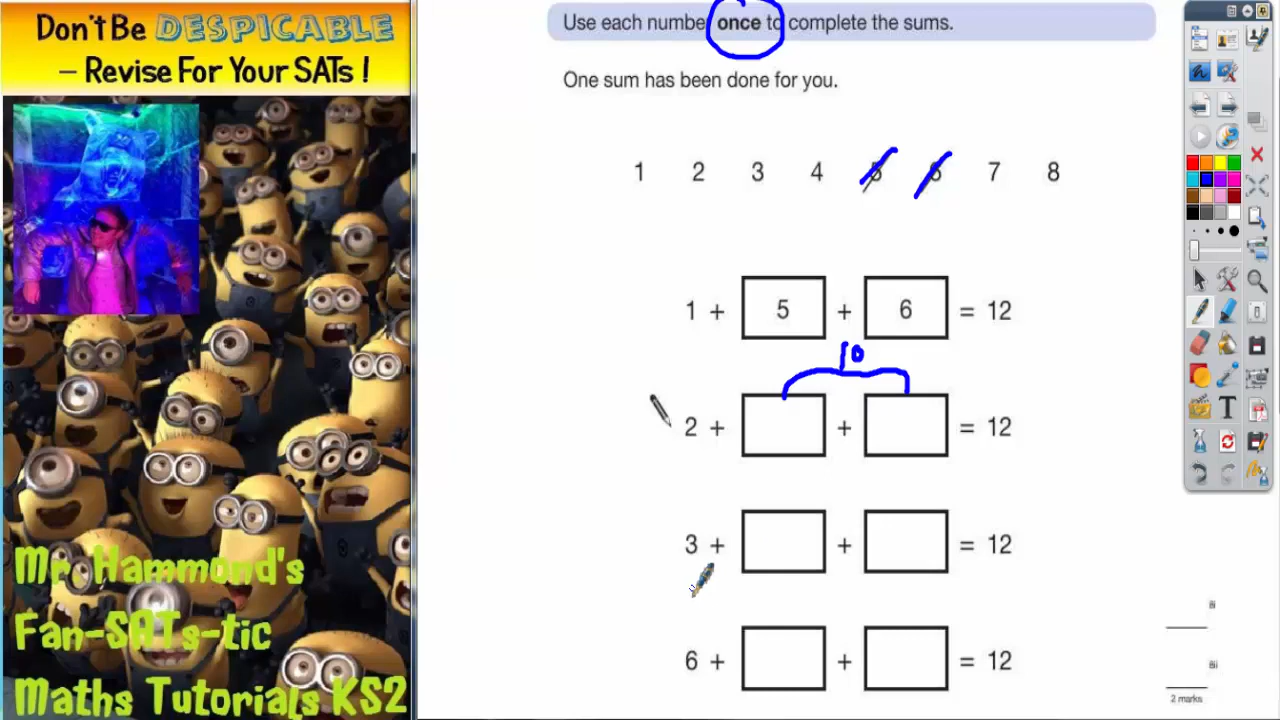 Don't Be DESPICABLE
– Revise For Your SATs !
Mr. Hammond's
Fan-SATs-tic
Maths Tutorials KS2
Use each number once to complete the sums.
One sum has been done for you.
1 2 3 4 5 6 7 8
1 + 5 + 6 = 12
10
2 + + = 12
3 + + = 12
6 + + = 12
2 marks